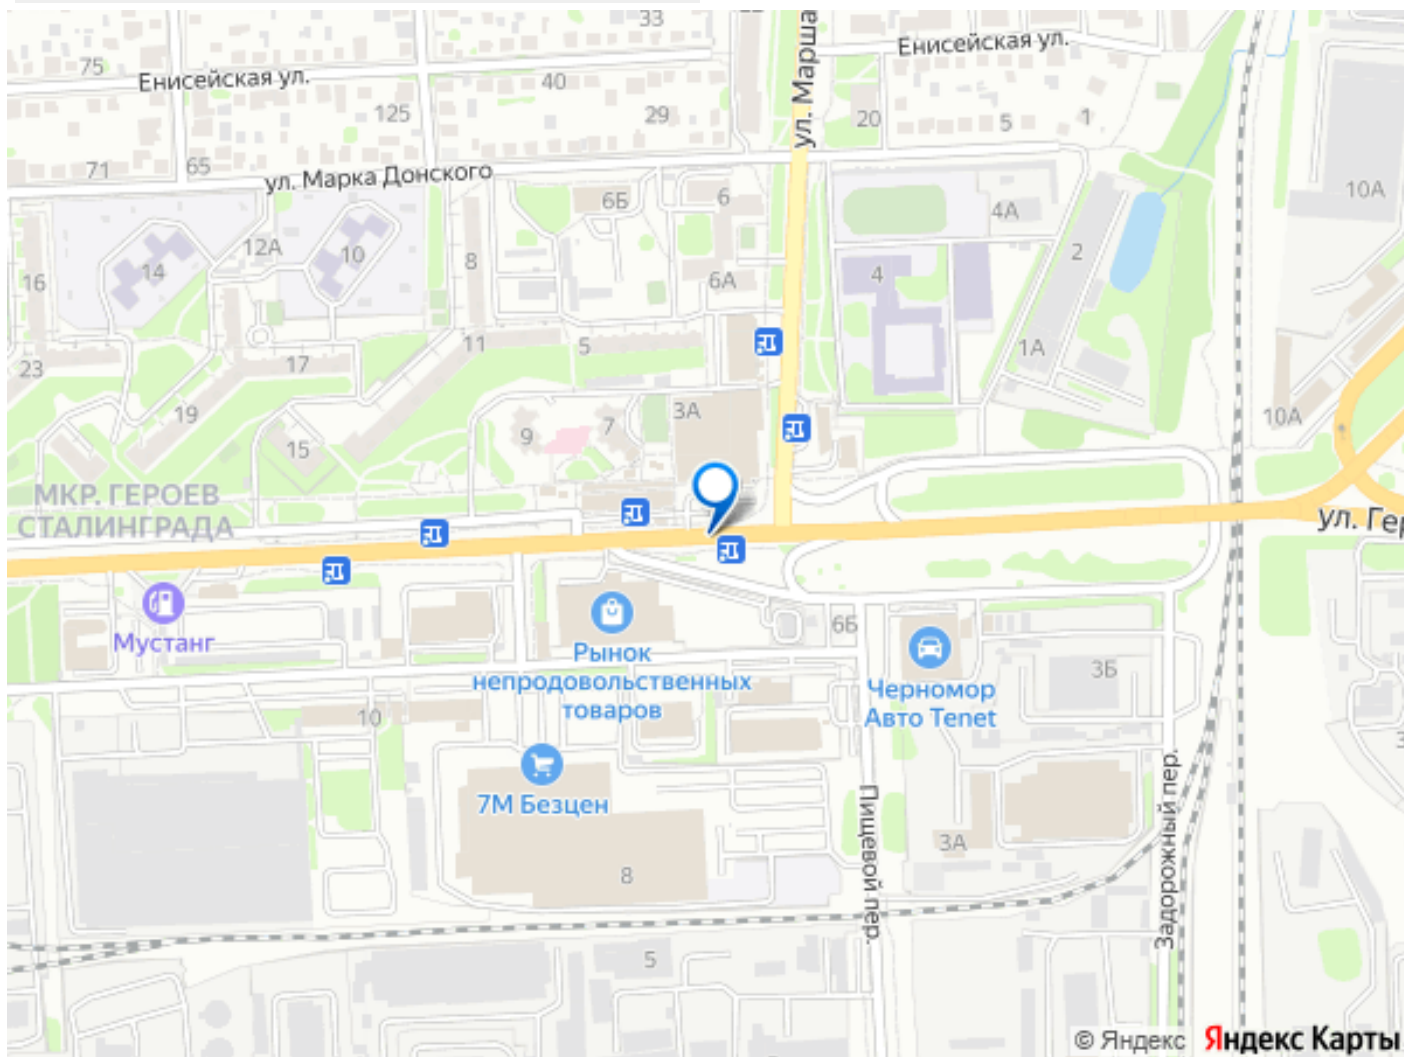 33
Енисейская ул.
75
Енисейская ул.
40
ул. Марша
125
29
20
5
1
71
65
ул. Марка Донского
6Б
6
4А
10А
12А
14
10
8
16
6А
4
2
11
5
1А
23
17
19
3А
10А
15
9
7
МКР. ГЕРОЕВ
СТАЛИНГРАДА
ул. Гер
Мустанг
6Б
Рынок
непродовольственных
товаров
3Б
Черномор
Авто Tenet
10
7М Безцен
Пищевой пер.
Задорожный пер.
3А
8
5
© Яндекс Яндекс Карты